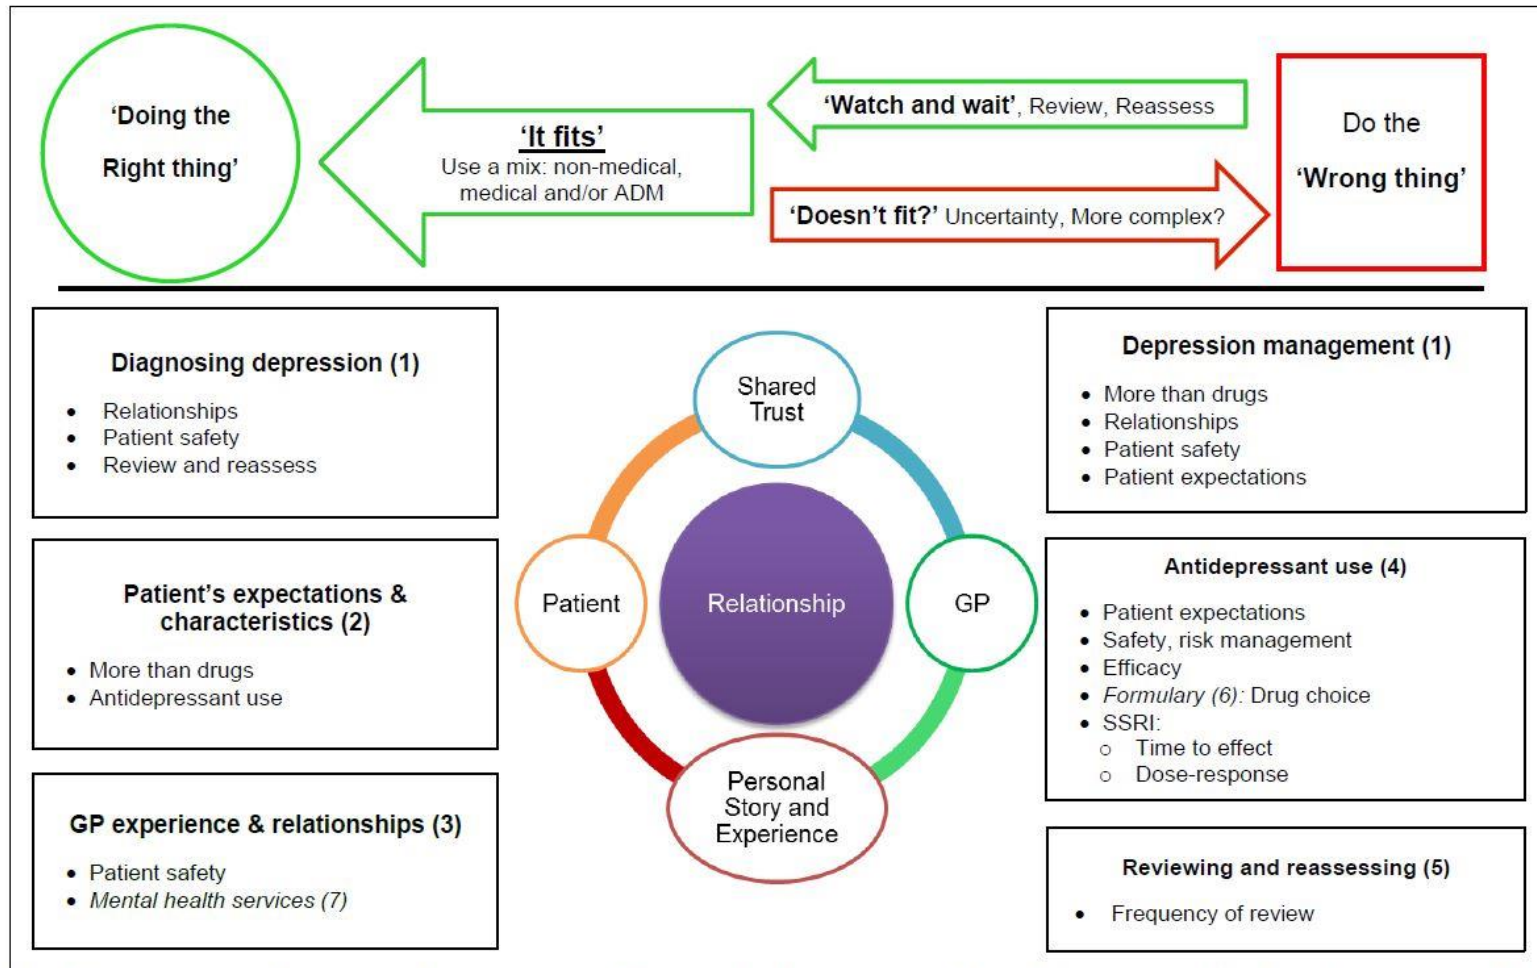 ‘Doing the
Right thing’
‘It fits’
Use a mix: non-medical,
medical and/or ADM
‘Watch and wait’, Review, Reassess
‘Doesn’t fit?’ Uncertainty, More complex?
Do the
‘Wrong thing’
Diagnosing depression (1)
• Relationships
• Patient safety
• Review and reassess
Patient’s expectations &
characteristics (2)
• More than drugs
• Antidepressant use
GP experience & relationships (3)
• Patient safety
• Mental health services (7)
Shared
Trust
Patient
Relationship
GP
Personal
Story and
Experience
Depression management (1)
• More than drugs
• Relationships
• Patient safety
• Patient expectations
Antidepressant use (4)
• Patient expectations
• Safety, risk management
• Efficacy
• Formulary (6): Drug choice
• SSRI:
o Time to effect
o Dose-response
Reviewing and reassessing (5)
• Frequency of review